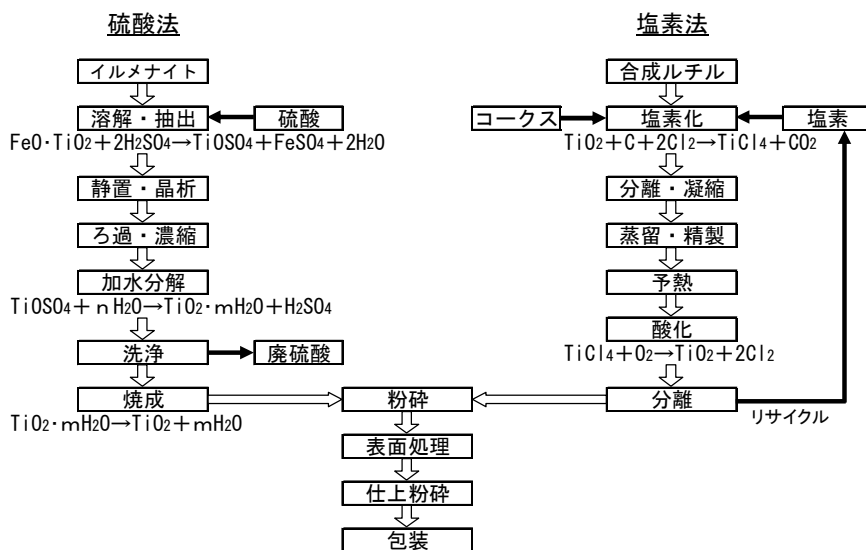 硫酸法
イルメナイト
溶解・抽出
硫酸
FeO・TiO2+2H2SO4→TiOSO4+FeSO4+2H2O
静置・晶析
ろ過・濃縮
加水分解
TiOSO4+nH2O→TiO2・mH2O+H2SO4
洗浄
廃硫酸
焼成
TiO2・mH2O→TiO2+mH2O
塩素法
合成ルチル
コークス
塩素化
塩素
TiO2+C+2Cl2→TiCl4+CO2
分離・凝縮
蒸留・精製
予熱
酸化
TiCl4+O2→TiO2+2Cl2
分離
リサイクル
粉砕
表面処理
仕上粉砕
包装